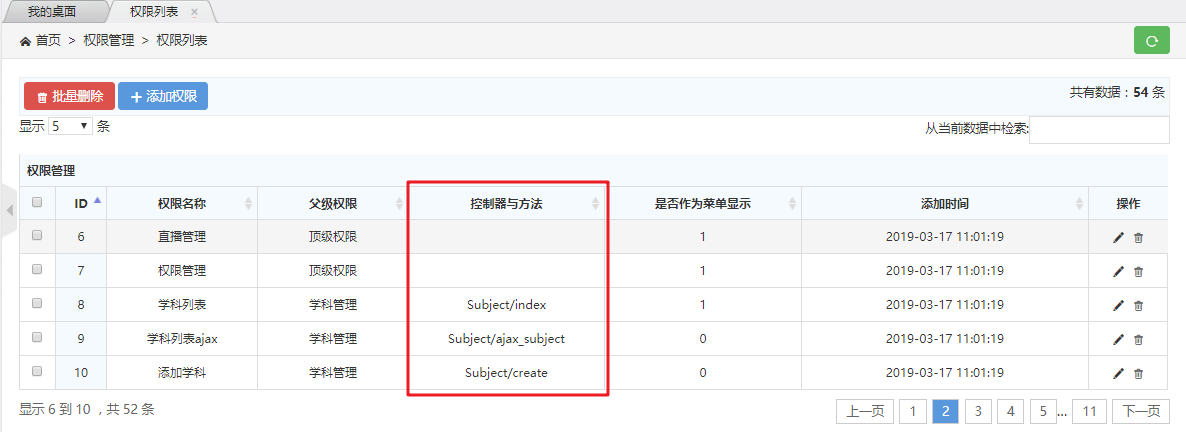 我的桌面 权限列表 ×
首页 > 权限管理 > 权限列表
批量删除 添加权限 共有数据：54 条
显示 5 条 从当前数据中检索:
权限管理
ID 权限名称 父级权限 控制器与方法 是否作为菜单显示 添加时间 操作
6 直播管理 顶级权限 1 2019-03-17 11:01:19
7 权限管理 顶级权限 1 2019-03-17 11:01:19
8 学科列表 学科管理 Subject/index 1 2019-03-17 11:01:19
9 学科列表ajax 学科管理 Subject/ajax_subject 0 2019-03-17 11:01:19
10 添加学科 学科管理 Subject/create 0 2019-03-17 11:01:19
显示 6 到 10 ，共 52 条 上一页 1 2 3 4 5 ... 11 下一页